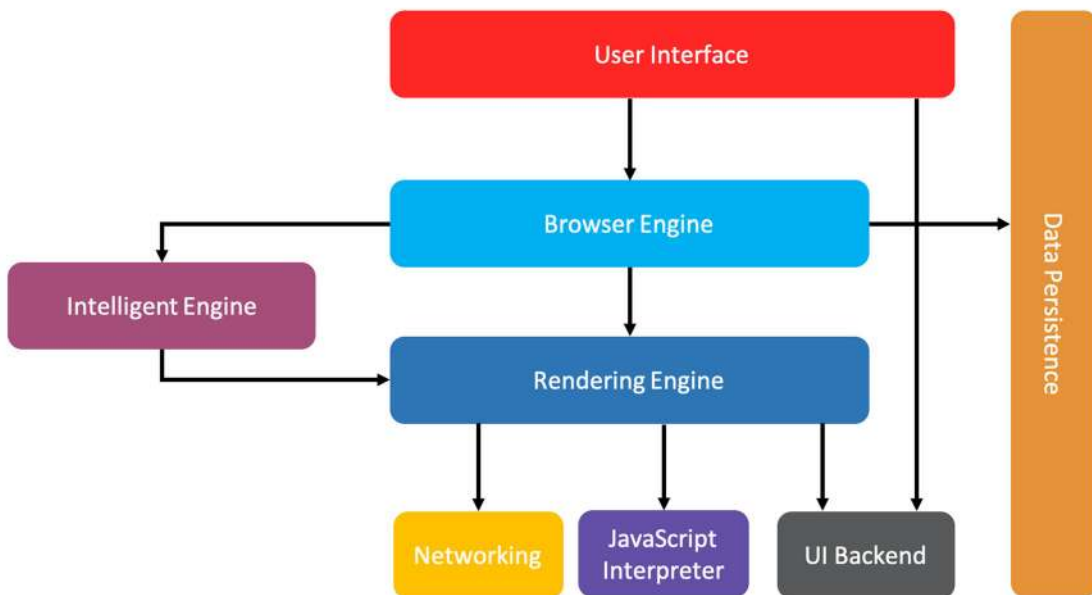 User Interface
Browser Engine
Intelligent Engine
Rendering Engine
Networking
JavaScript
Interpreter
UI Backend
Data Persistence